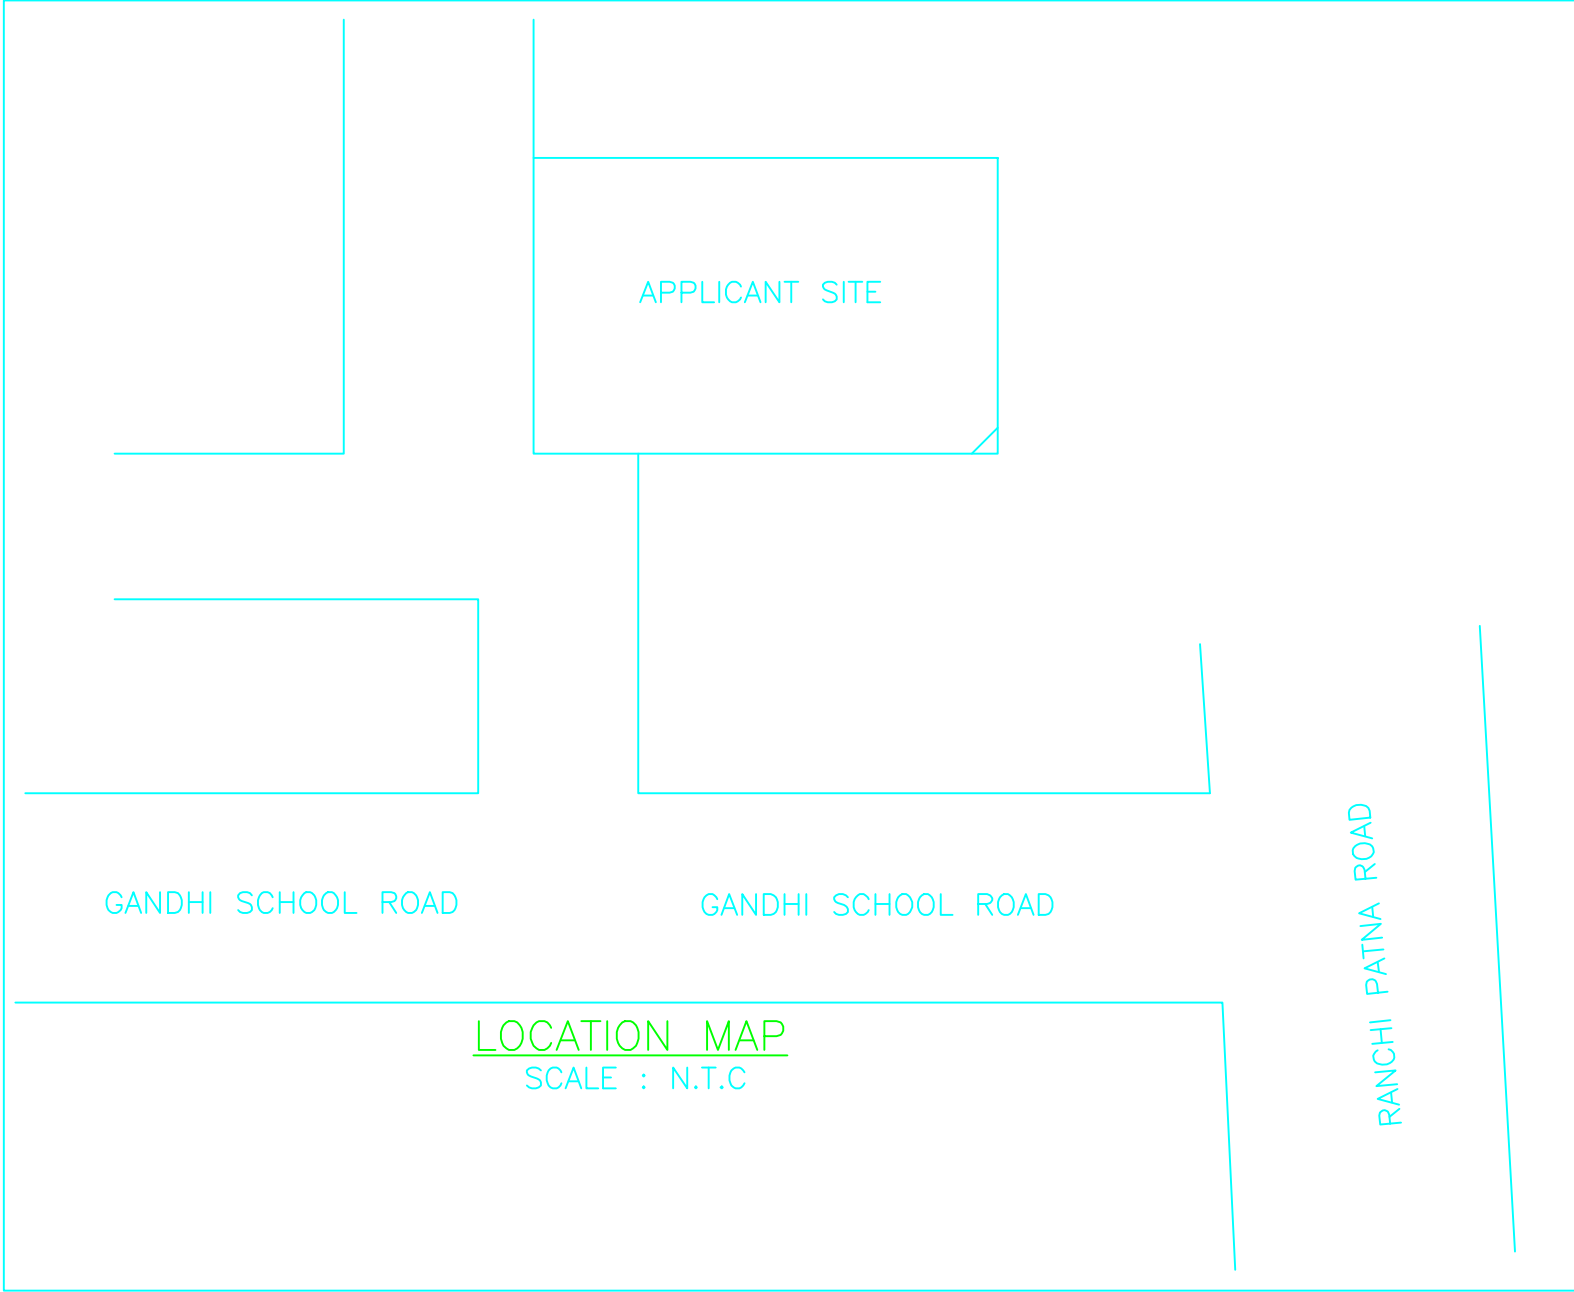 APPLICANT SITE
GANDHI SCHOOL ROAD
GANDHI SCHOOL ROAD
RANCHI PATNA ROAD
LOCATION MAP
SCALE : N.T.C